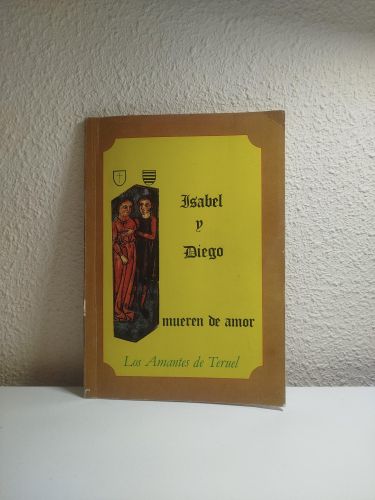 Isabel
y
Diego
mueren de amor
Los Amantes de Teruel